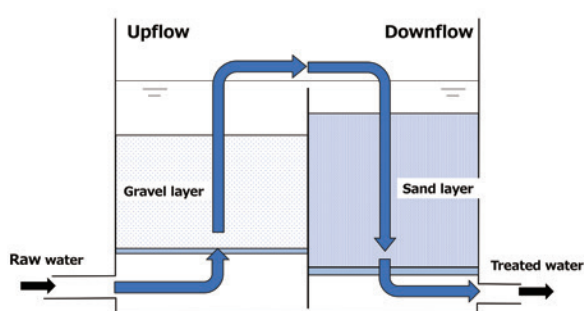 Upflow
Downflow
Gravel layer
Sand layer
Raw water
Treated water